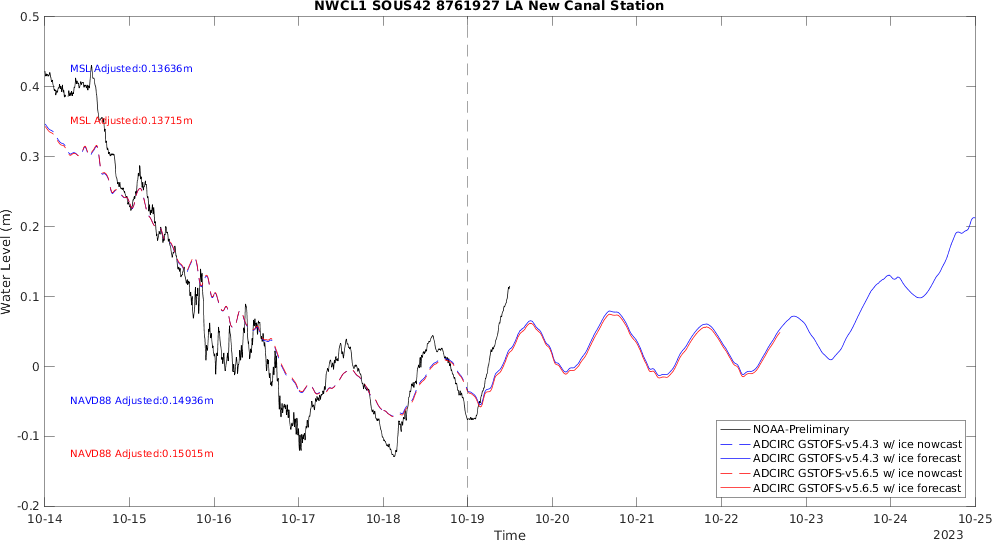 NWCL1 SOUS42 8761927 LA New Canal Station
0.5
0.4
0.3
0.2
0.1
0
-0.1
-0.2
Water Level (m)
MSL Adjusted:0.13636m
MSL Adjusted:0.13715m
NAVD88 Adjusted:0.14936m
NAVD88 Adjusted:0.15015m
NOAA-Preliminary
ADCIRC GSTOFS-v5.4.3 w/ ice nowcast
ADCIRC GSTOFS-v5.4.3 w/ ice forecast
ADCIRC GSTOFS-v5.6.5 w/ ice nowcast
ADCIRC GSTOFS-v5.6.5 w/ ice forecast
10-14 10-15 10-16 10-17 10-18 10-19 10-20 10-21 10-22 10-23 10-24 10-25
Time
2023